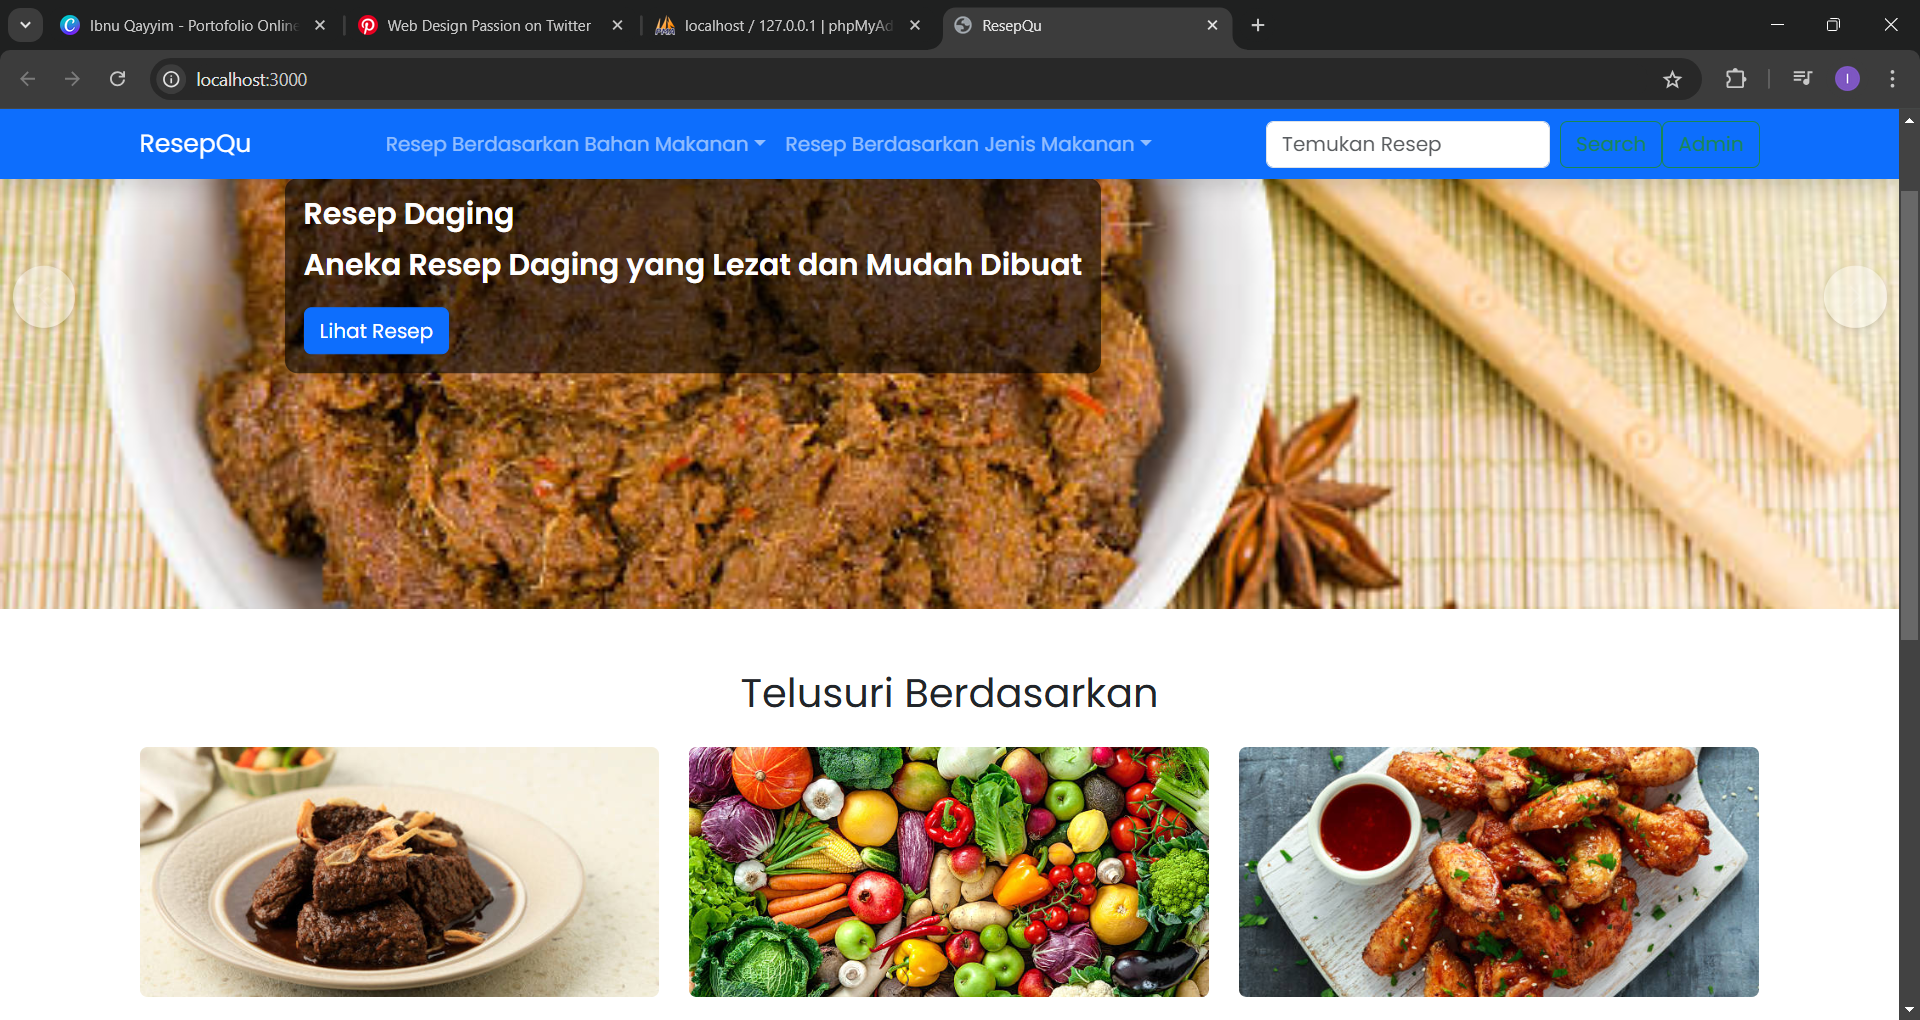 Ibnu Qayyim - Portofolio Online
Web Design Passion on Twitter
localhost / 127.0.0.1 | phpMyAd
ResepQu
localhost:3000
I
ResepQu
Resep Berdasarkan Bahan Makanan
Resep Berdasarkan Jenis Makanan
Temukan Resep
Search
Admin
Resep Daging
Aneka Resep Daging yang Lezat dan Mudah Dibuat
Lihat Resep
Telusuri Berdasarkan